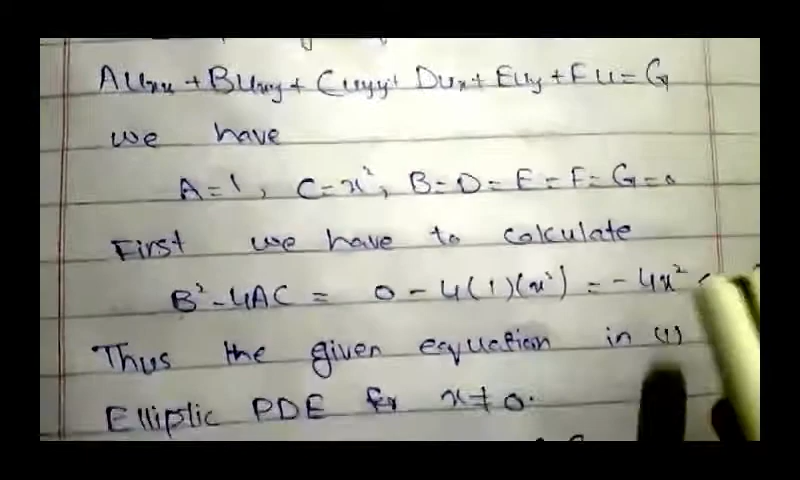 Auxx + Buxy + Cuyy + Dux + Euy + Fu = G
we have
A = 1, C = x², B = D = E = F = G = 0
First we have to calculate
B² - 4AC = 0 - 4(1)(x²) = - 4x² <
Thus the given equation in (1)
Elliptic PDE for x ≠ 0.